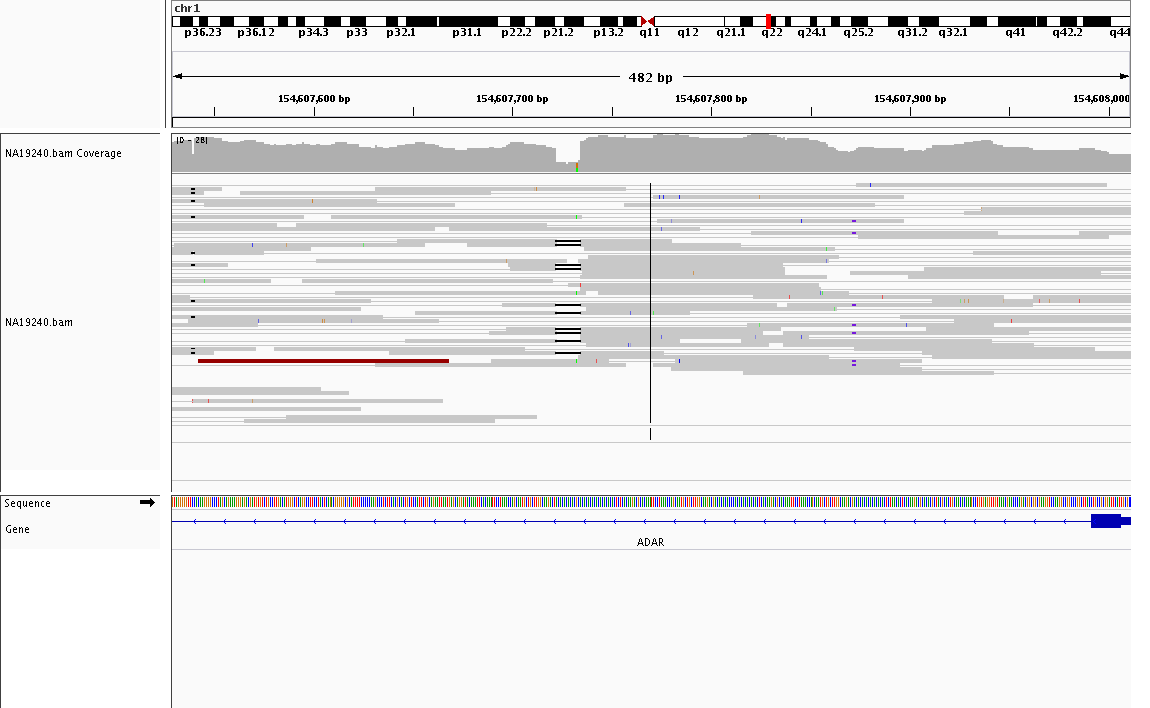 chr1
p36.23 p36.12 p34.3 p33 p32.1 p31.1 p22.2 p21.2 p13.2 q11 q12 q21.1 q22 q24.1 q25.2 q31.2 q32.1 q41 q42.2 q44
482 bp
154,607,600 bp 154,607,700 bp 154,607,800 bp 154,607,900 bp 154,608,000
NA19240.bam Coverage
[0 - 28]
NA19240.bam
Sequence
Gene
ADAR